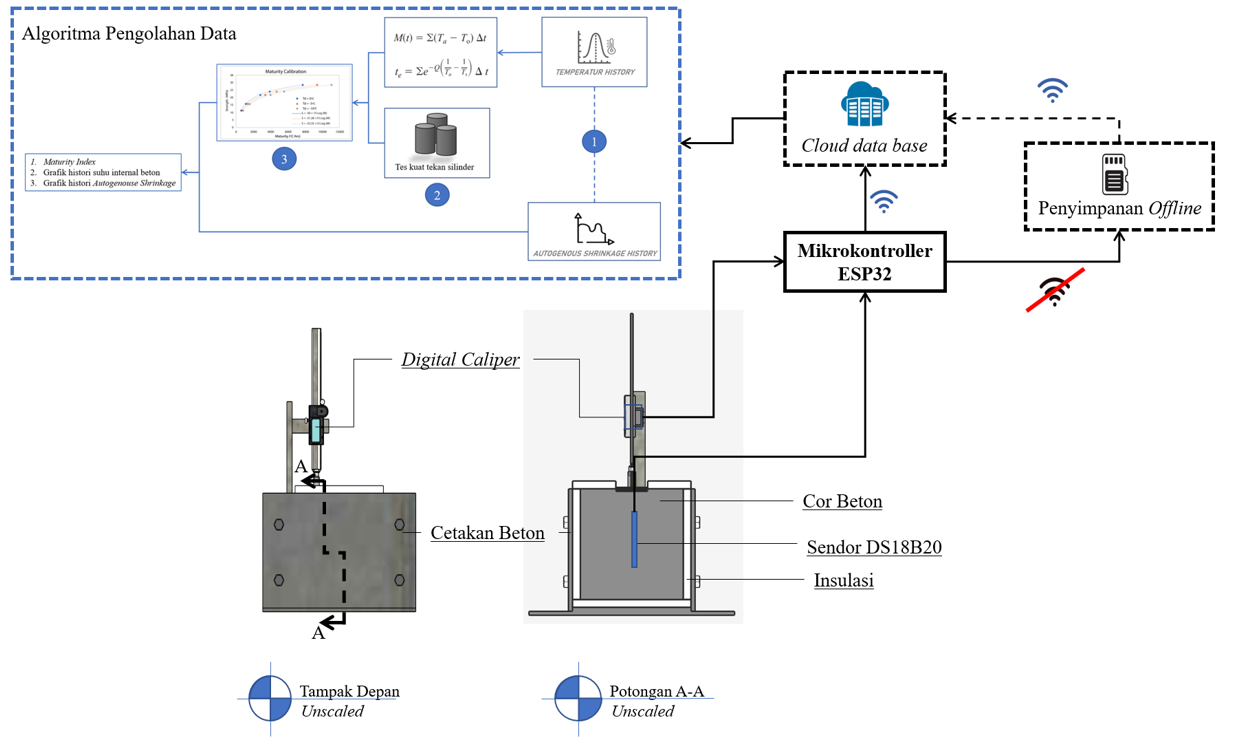 Algoritma Pengolahan Data
M(t) = Σ(Tₐ − Tₒ) Δt
tₑ = Σe^−Q(1/Tₐ − 1/Tₛ) Δ t
TEMPERATUR HISTORY
Maturity Calibration
3
Tes kuat tekan silinder
2
1
1. Maturity Index
2. Grafik histori suhu internal beton
3. Grafik histori Autogenouse Shrinkage
AUTOGENOUS SHRINKAGE HISTORY
Cloud data base
Penyimpanan Offline
Mikrokontroller
ESP32
Digital Caliper
A
Cetakan Beton
A
Cor Beton
Sendor DS18B20
Insulasi
Tampak Depan
Unscaled
Potongan A-A
Unscaled